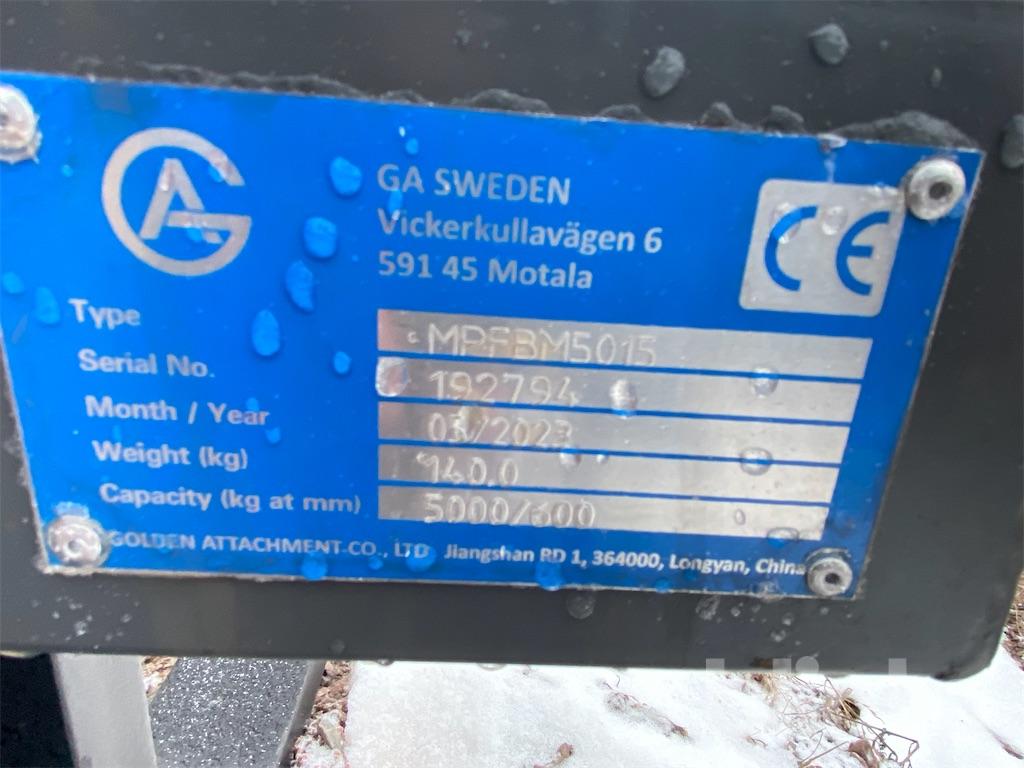 GA
GA SWEDEN
Vickerkullavägen 6
591 45 Motala
CE
Type MPFBM5015
Serial No. 192794
Month / Year 03/2023
Weight (kg) 140.0
Capacity (kg at mm) 5000/600
GOLDEN ATTACHMENT CO., LTD Jiangshan RD 1, 364000, Longyan, China